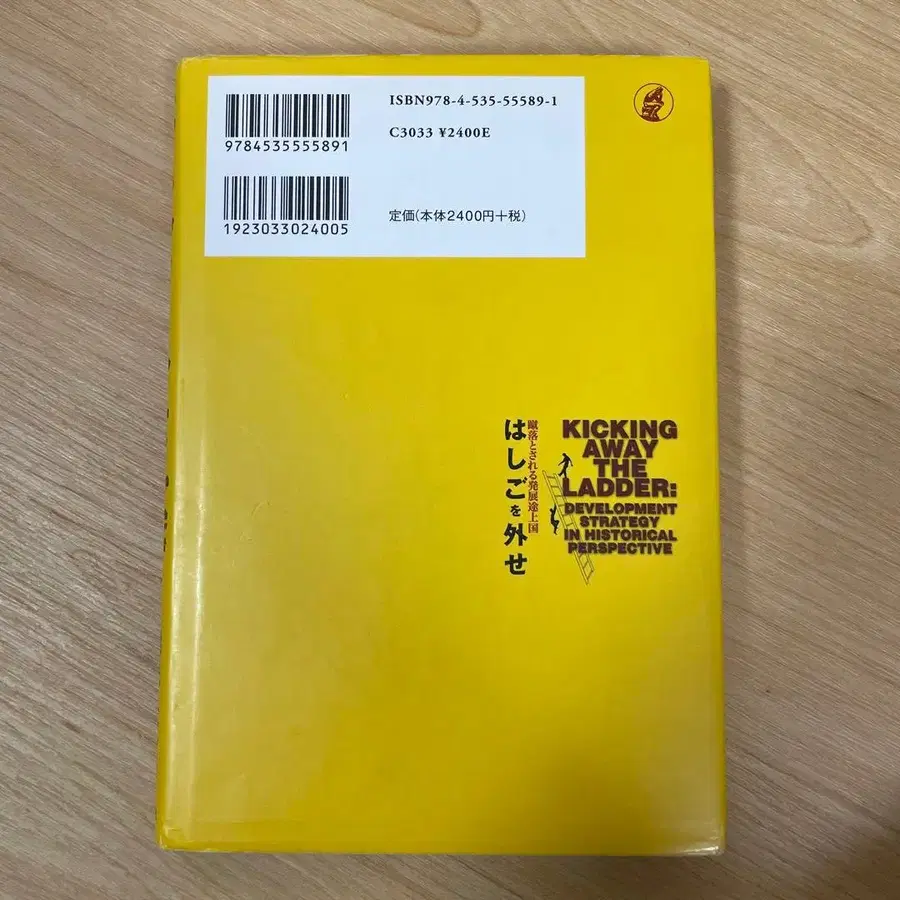 ISBN978-4-535-55589-1
C3033 ¥2400E
9784535555891
定価(本体2400円+税)
1923033024005
KICKING
AWAY
THE
LADDER:
DEVELOPMENT
STRATEGY
IN HISTORICAL
PERSPECTIVE
蹴落とされる発展途上国
はしごを外せ